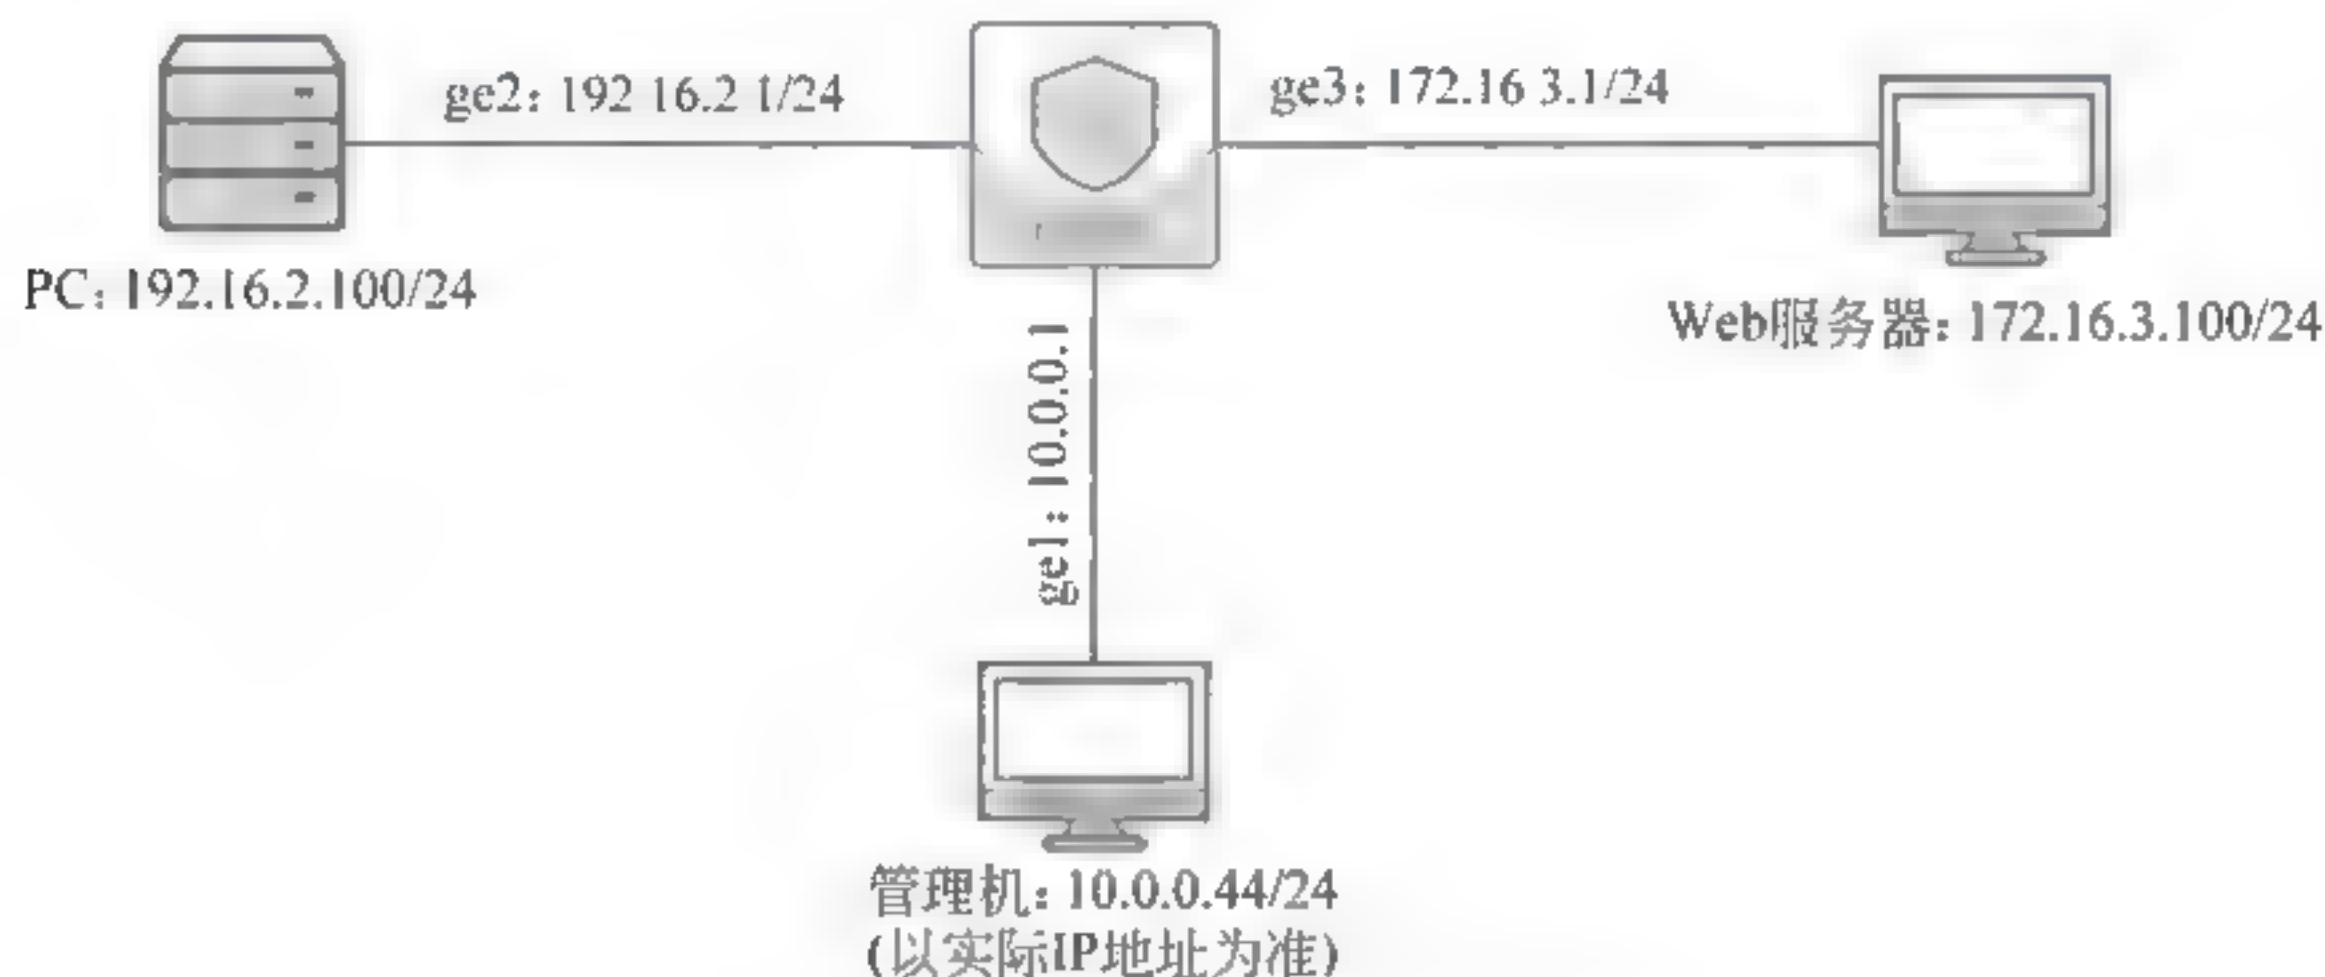 ge2: 192 16.2 1/24
ge3: 172.16 3.1/24
PC: 192.16.2.100/24
Web服务器: 172.16.3.100/24
ge1: 10.0.0.1
管理机: 10.0.0.44/24
(以实际IP地址为准)